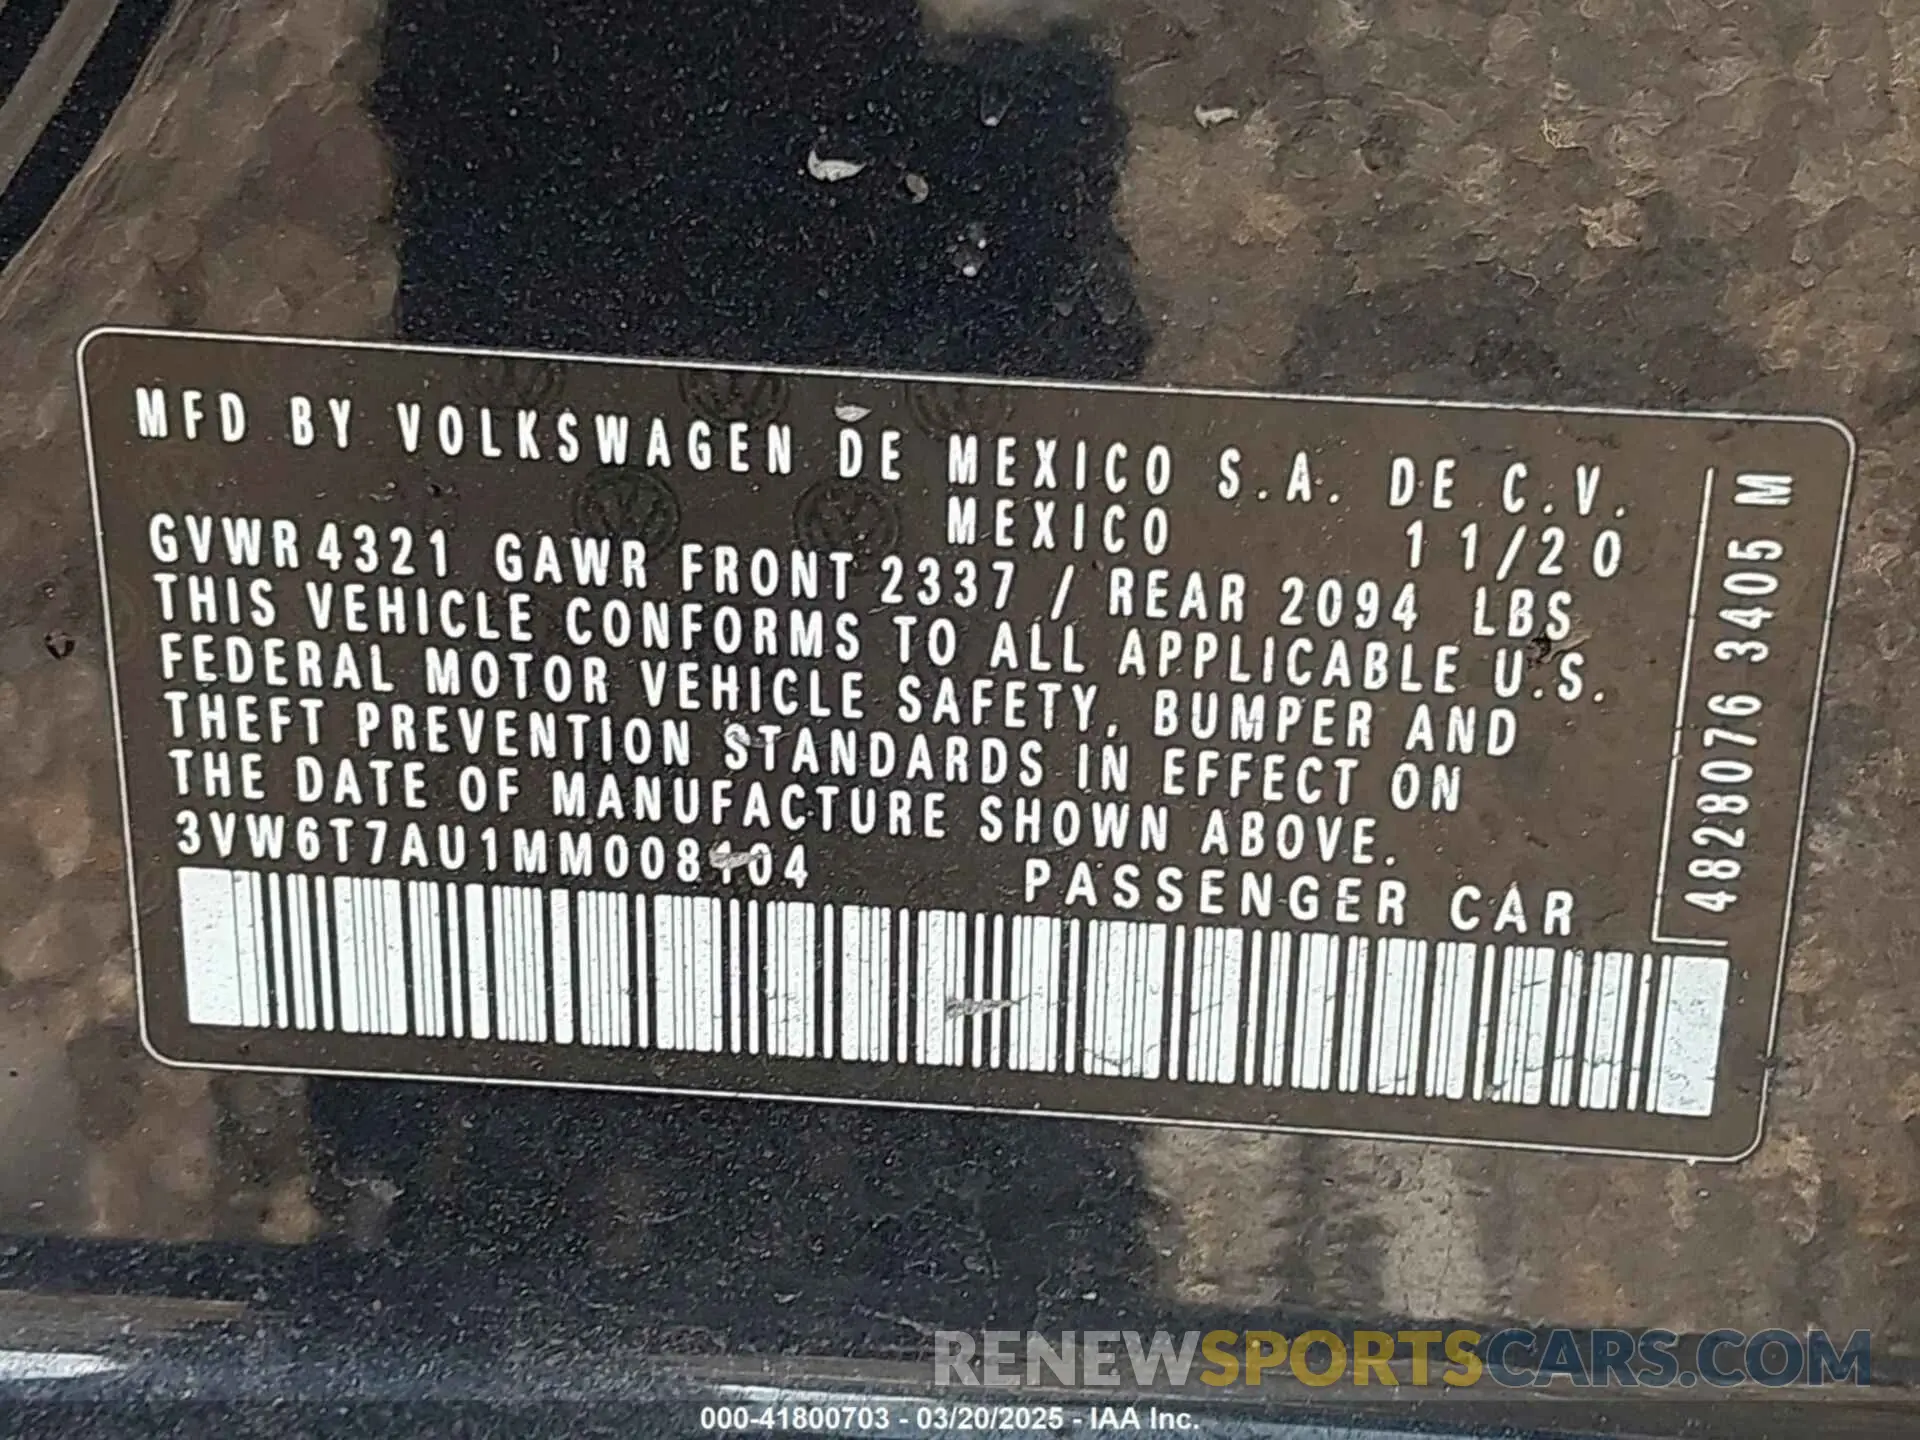 MFD BY VOLKSWAGEN DE MEXICO S.A. DE C.V.
MEXICO 11/20
GVWR 4321 GAWR FRONT 2337 / REAR 2094 LBS
THIS VEHICLE CONFORMS TO ALL APPLICABLE U.S.
FEDERAL MOTOR VEHICLE SAFETY, BUMPER AND
THEFT PREVENTION STANDARDS IN EFFECT ON
THE DATE OF MANUFACTURE SHOWN ABOVE.
3VW6T7AU1MM008104 PASSENGER CAR
4828076 3405 M
RENEWSPORTSCARS.COM
000-41800703 - 03/20/2025 - IAA Inc.